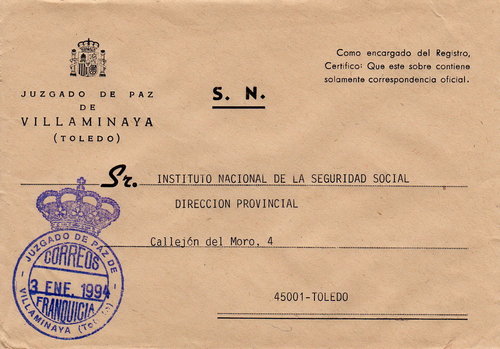 Como encargado del Registro,
Certifico: Que este sobre contiene
solamente correspondencia oficial.
JUZGADO DE PAZ
DE
VILLAMINAYA
(TOLEDO)
S. N.
Sr. INSTITUTO NACIONAL DE LA SEGURIDAD SOCIAL
DIRECCION PROVINCIAL
Callejón del Moro, 4
45001-TOLEDO
JUZGADO DE PAZ DE
CORREOS
3 ENE. 1994
FRANQUICIA
VILLAMINAYA